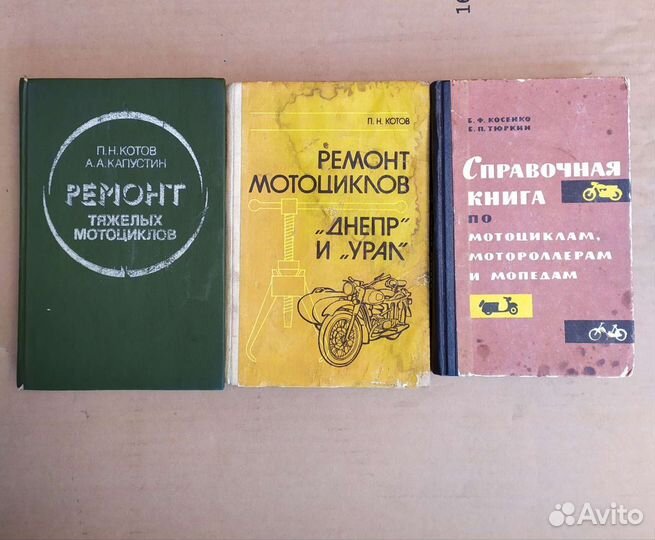 П.Н.КОТОВ
А.А.КАПУСТИН
РЕМОНТ
ТЯЖЕЛЫХ
МОТОЦИКЛОВ
П. Н. КОТОВ
РЕМОНТ
МОТОЦИКЛОВ
„ДНЕПР"
И „УРАЛ"
Б. Ф. КОСЕНКО
Б. П. ТЮРКИН
СПРАВОЧНАЯ
КНИГА
ПО
МОТОЦИКЛАМ,
МОТОРОЛЛЕРАМ
И МОПЕДАМ
Avito